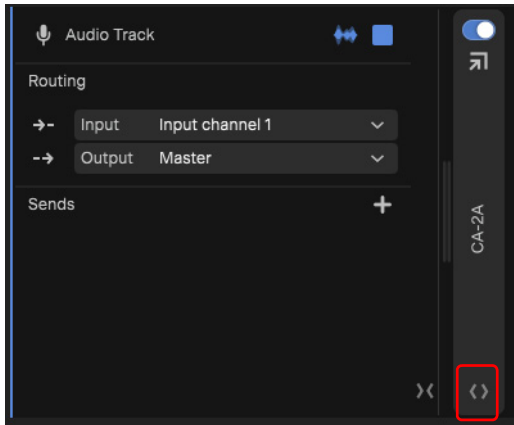 Audio Track
Routing
Input Input channel 1
Output Master
Sends
CA-2A